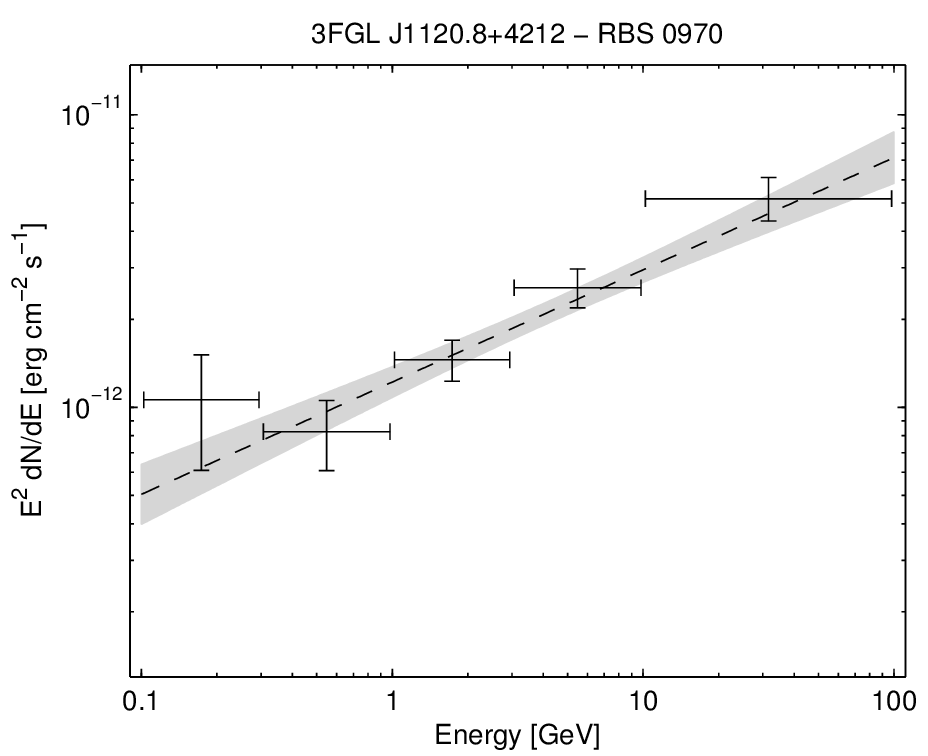 3FGL J1120.8+4212 − RBS 0970
10⁻¹¹
10⁻¹²
E² dN/dE [erg cm⁻² s⁻¹]
0.1 1 10 100
Energy [GeV]